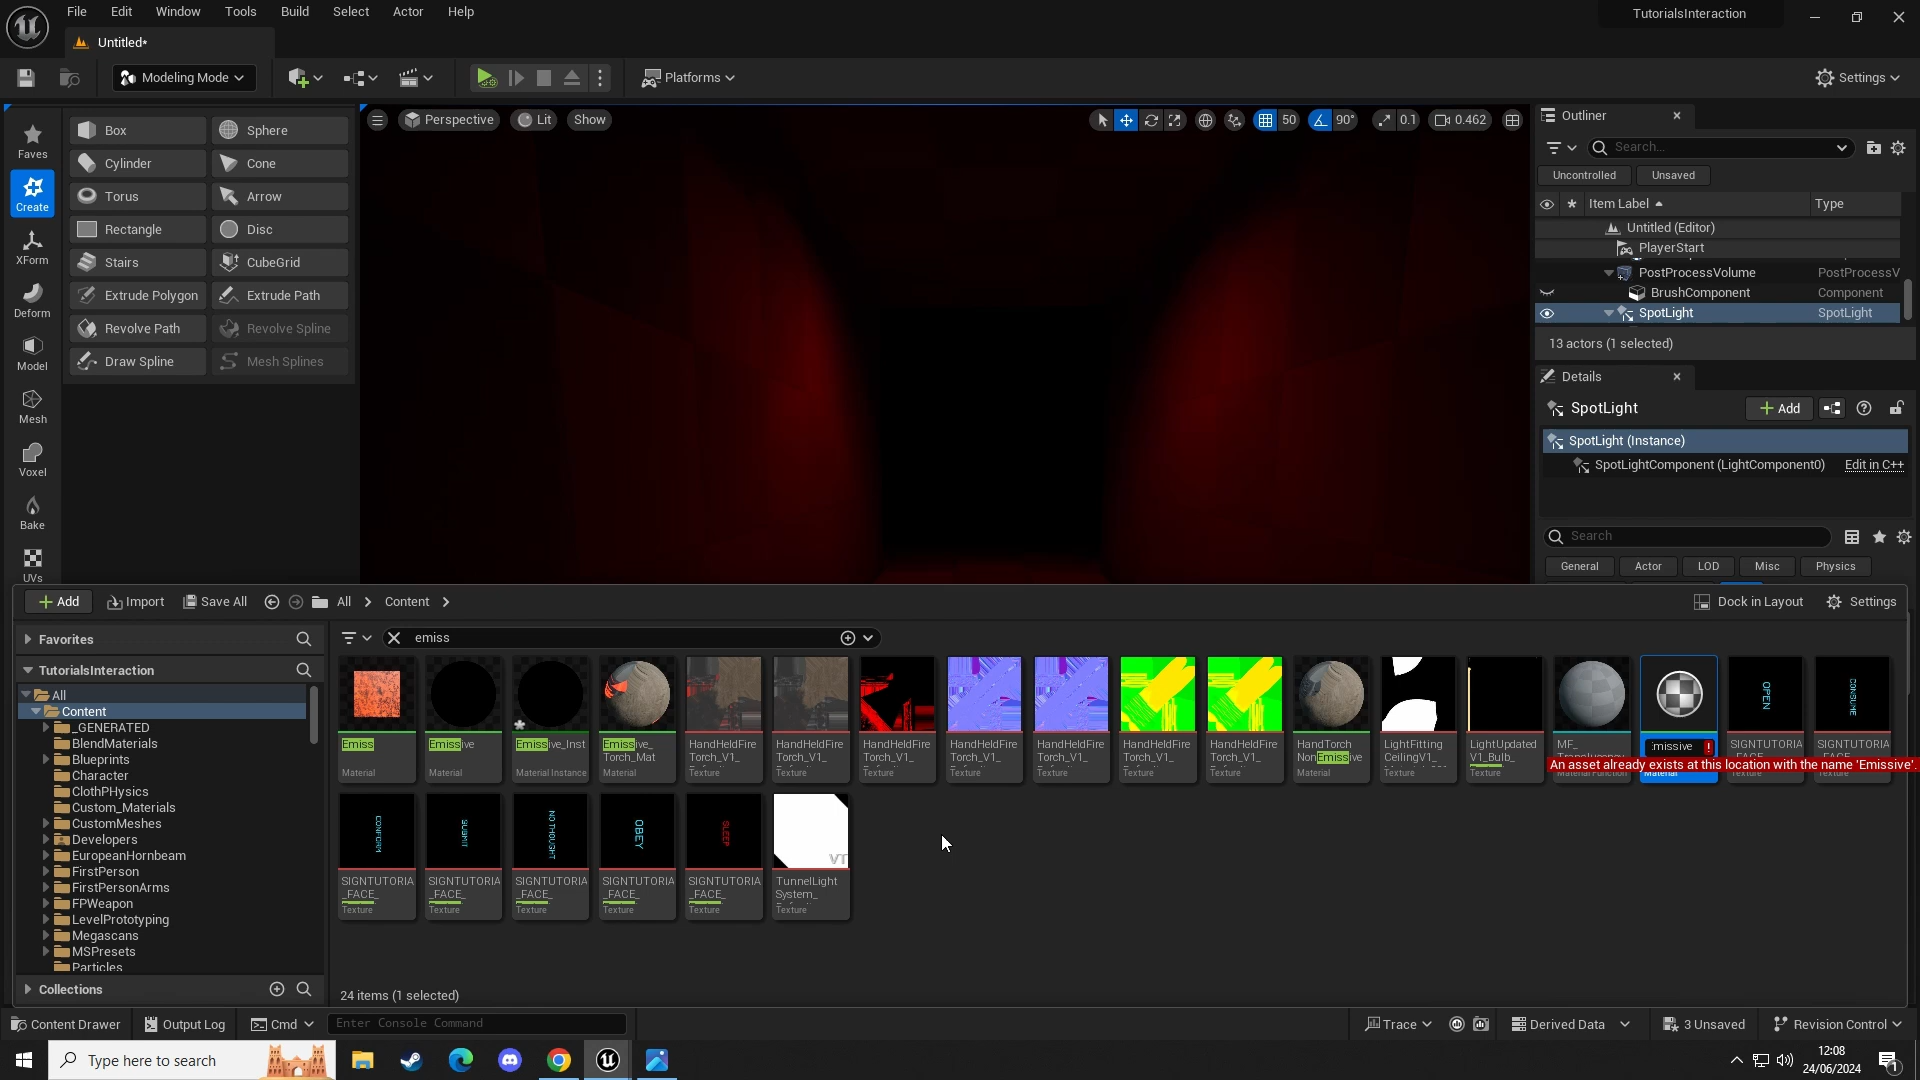 File Edit Window Tools Build Select Actor Help
TutorialsInteraction
Untitled*
Modeling Mode
Platforms
Settings
Faves
Create
XForm
Deform
Model
Mesh
Voxel
Bake
UVs
Box Sphere
Cylinder Cone
Torus Arrow
Rectangle Disc
Stairs CubeGrid
Extrude Polygon Extrude Path
Revolve Path Revolve Spline
Draw Spline Mesh Splines
Perspective Lit Show
50 90° 0.1 0.462
Outliner
Search...
Uncontrolled Unsaved
Item Label Type
Untitled (Editor)
PlayerStart
PostProcessVolume PostProcessV
BrushComponent Component
SpotLight SpotLight
13 actors (1 selected)
Details
SpotLight Add
SpotLight (Instance)
SpotLightComponent (LightComponent0) Edit in C++
Search
General Actor LOD Misc Physics
Add Import Save All All Content Dock in Layout Settings
Favorites
TutorialsInteraction
All
Content
_GENERATED
BlendMaterials
Blueprints
Character
ClothPHysics
Custom_Materials
CustomMeshes
Developers
EuropeanHornbeam
FirstPerson
FirstPersonArms
FPWeapon
LevelPrototyping
Megascans
MSPresets
Particles
Collections
emiss
Emiss
Material
Emissive
Material
Emissive_Inst
Material Instance
Emissive_
Torch_Mat
Material
HandHeldFire
Torch_V1_
Texture
HandHeldFire
Torch_V1_
Texture
HandHeldFire
Torch_V1_
Texture
HandHeldFire
Torch_V1_
Texture
HandHeldFire
Torch_V1_
Texture
HandHeldFire
Torch_V1_
Texture
HandHeldFire
Torch_V1_
Texture
HandTorch
NonEmissive
Material
LightFitting
CeilingV1_
Texture
LightUpdated
V1_Bulb_
Texture
MF_
missive !
Material
An asset already exists at this location with the name 'Emissive'.
OPEN
SIGNTUTORIA
CONSUME
SIGNTUTORIA
CONFORM
SIGNTUTORIA
_FACE_
Texture
SUBMIT
SIGNTUTORIA
_FACE_
Texture
NO THOUGHT
SIGNTUTORIA
_FACE_
Texture
OBEY
SIGNTUTORIA
_FACE_
Texture
SLEEP
SIGNTUTORIA
_FACE_
Texture
VT
TunnelLight
System_
Texture
24 items (1 selected)
Content Drawer Output Log Cmd Enter Console Command Trace Derived Data 3 Unsaved Revision Control
Type here to search
12:08
24/06/2024
1